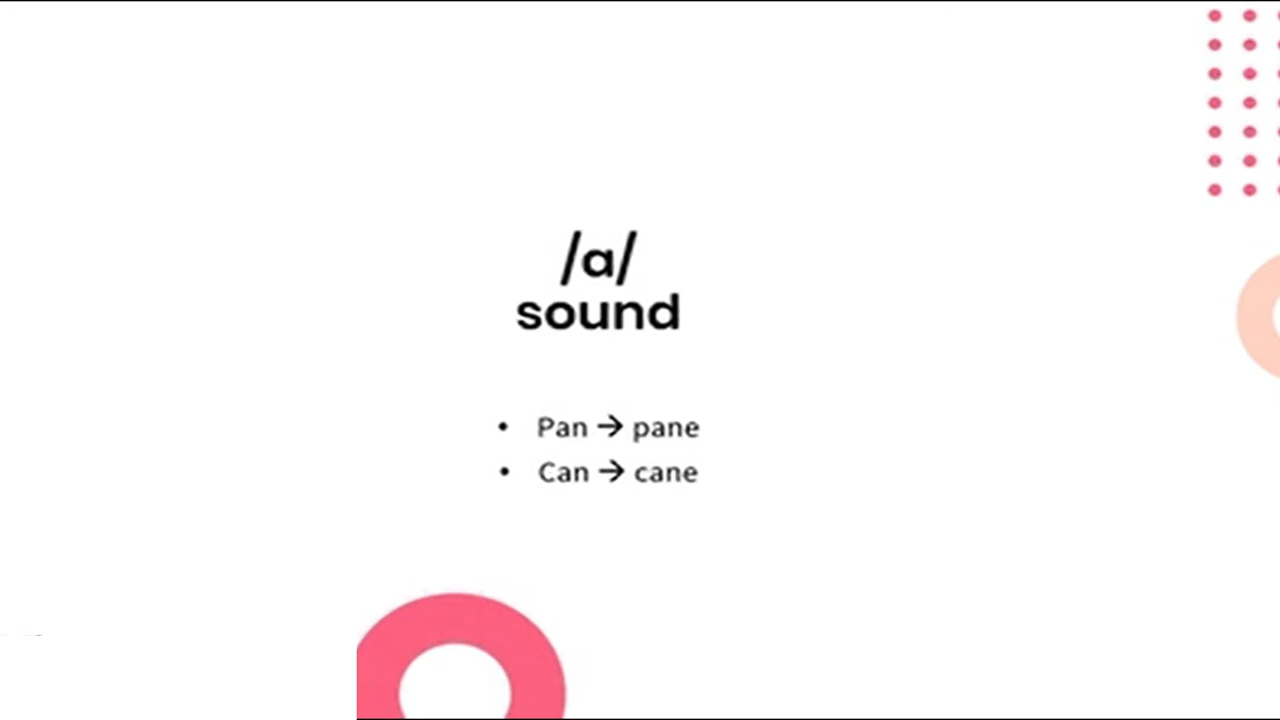 /a/
sound
• Pan → pane
• Can → cane